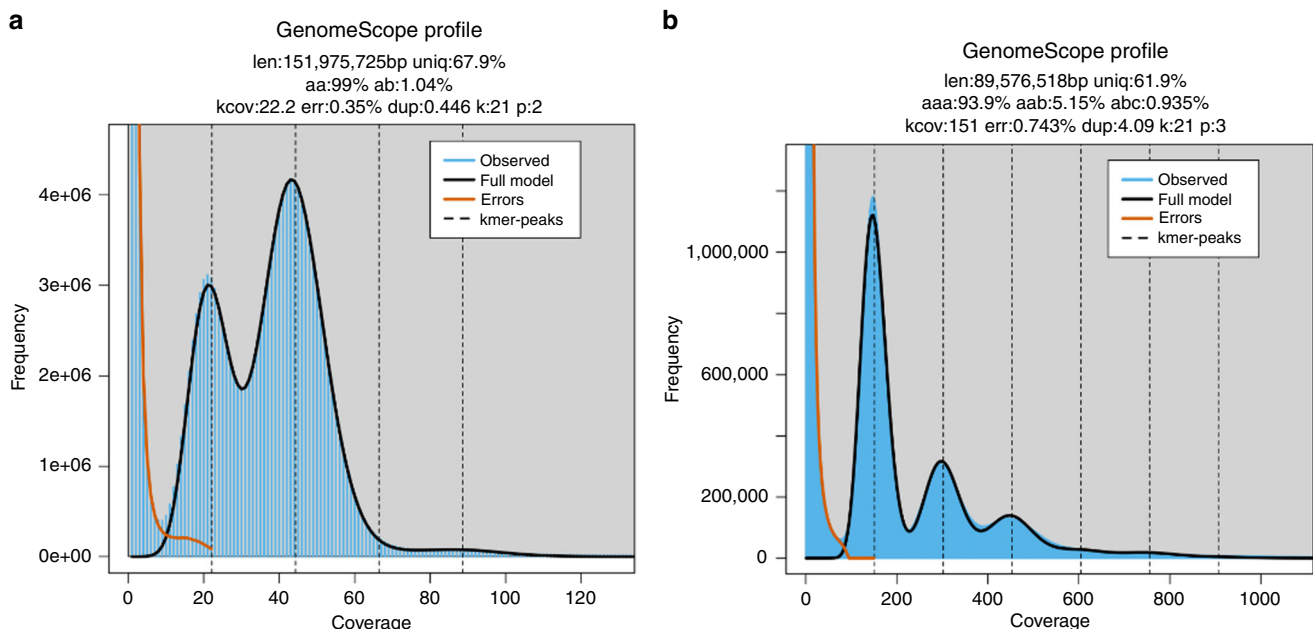 a
GenomeScope profile
len:151,975,725bp uniq:67.9%
aa:99% ab:1.04%
kcov:22.2 err:0.35% dup:0.446 k:21 p:2
Observed
Full model
Errors
kmer-peaks
Frequency
4e+06
3e+06
2e+06
1e+06
0e+00
0 20 40 60 80 100 120
Coverage
b
GenomeScope profile
len:89,576,518bp uniq:61.9%
aaa:93.9% aab:5.15% abc:0.935%
kcov:151 err:0.743% dup:4.09 k:21 p:3
Observed
Full model
Errors
kmer-peaks
Frequency
1,000,000
600,000
200,000
0
0 200 400 600 800 1000
Coverage